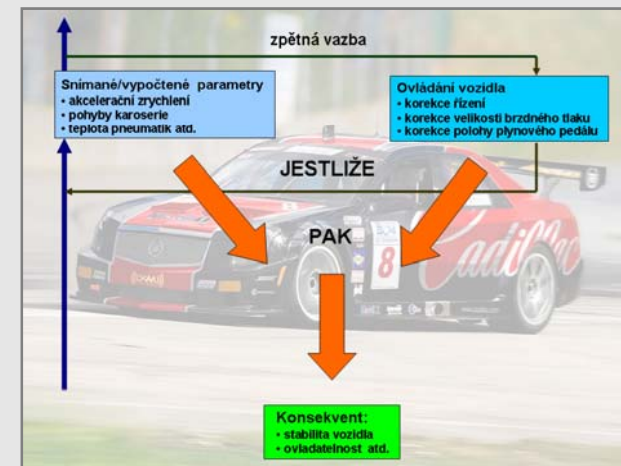 zpětná vazba
Snímané/vypočtené parametry
• akcelerační zrychlení
• pohyby karoserie
• teplota pneumatik atd.
Ovládání vozidla
• korekce řízení
• korekce velikosti brzdného tlaku
• korekce polohy plynového pedálu
JESTLIŽE
PAK
Cadillac
8
Konsekvent:
• stabilita vozidla
• ovladatelnost atd.